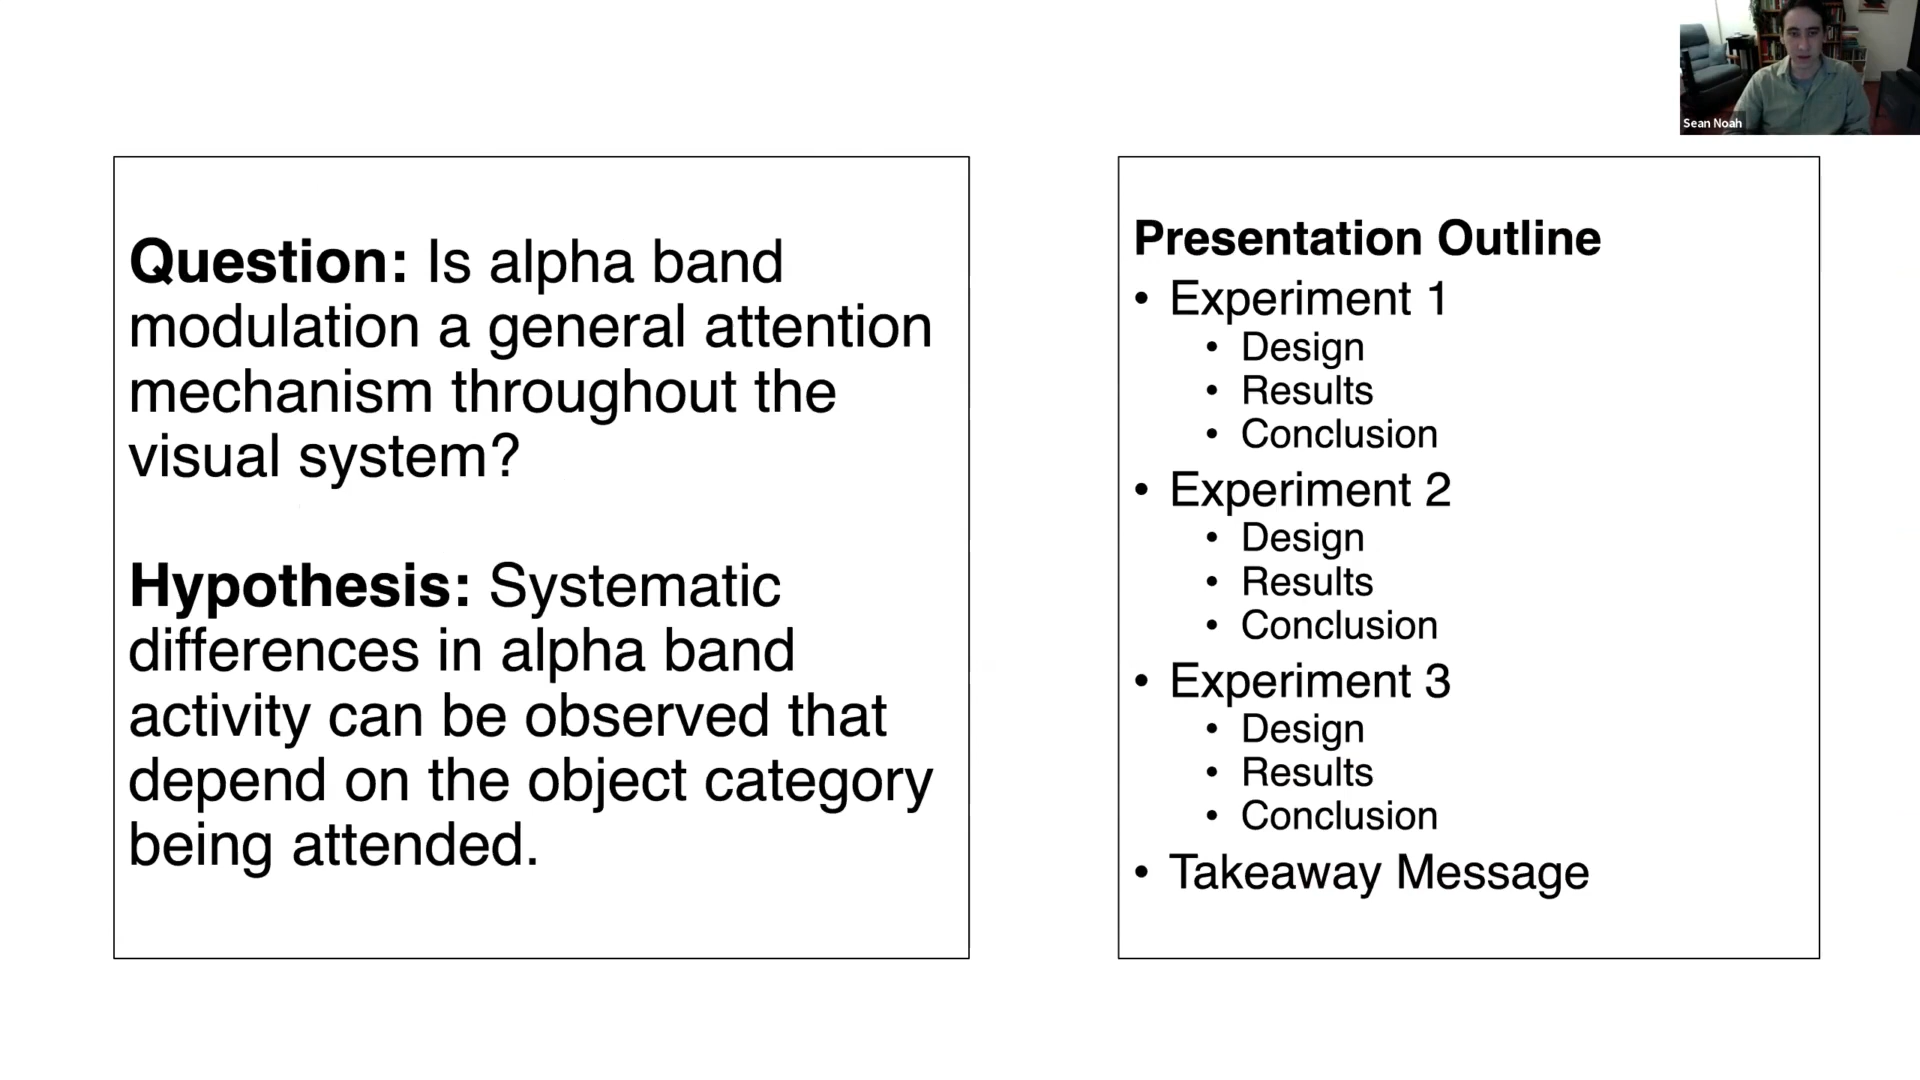 Sean Noah
Question: Is alpha band
modulation a general attention
mechanism throughout the
visual system?
Hypothesis: Systematic
differences in alpha band
activity can be observed that
depend on the object category
being attended.
Presentation Outline
• Experiment 1
• Design
• Results
• Conclusion
• Experiment 2
• Design
• Results
• Conclusion
• Experiment 3
• Design
• Results
• Conclusion
• Takeaway Message